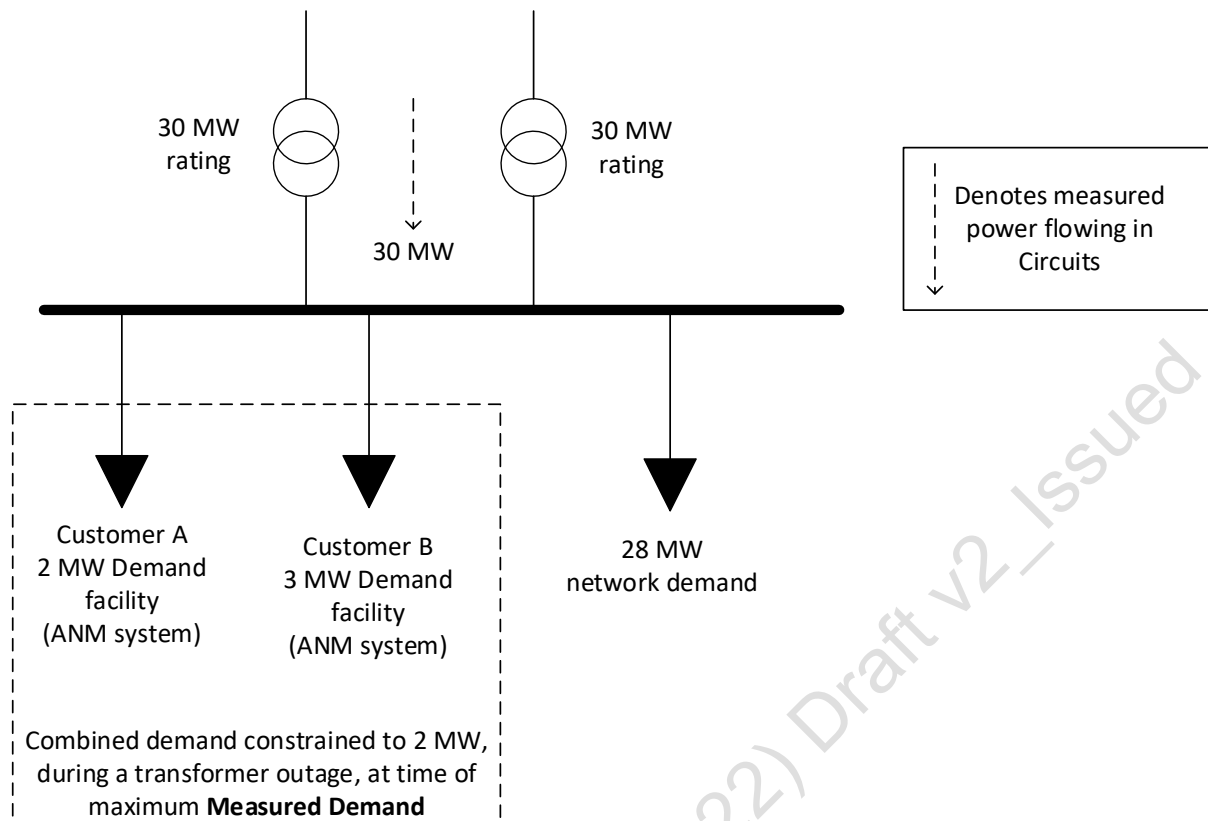 30 MW
rating
30 MW
30 MW
rating
Denotes measured
power flowing in
Circuits
Customer A
2 MW Demand
facility
(ANM system)
Customer B
3 MW Demand
facility
(ANM system)
28 MW
network demand
Combined demand constrained to 2 MW,
during a transformer outage, at time of
maximum Measured Demand
22) Draft v2_Issued